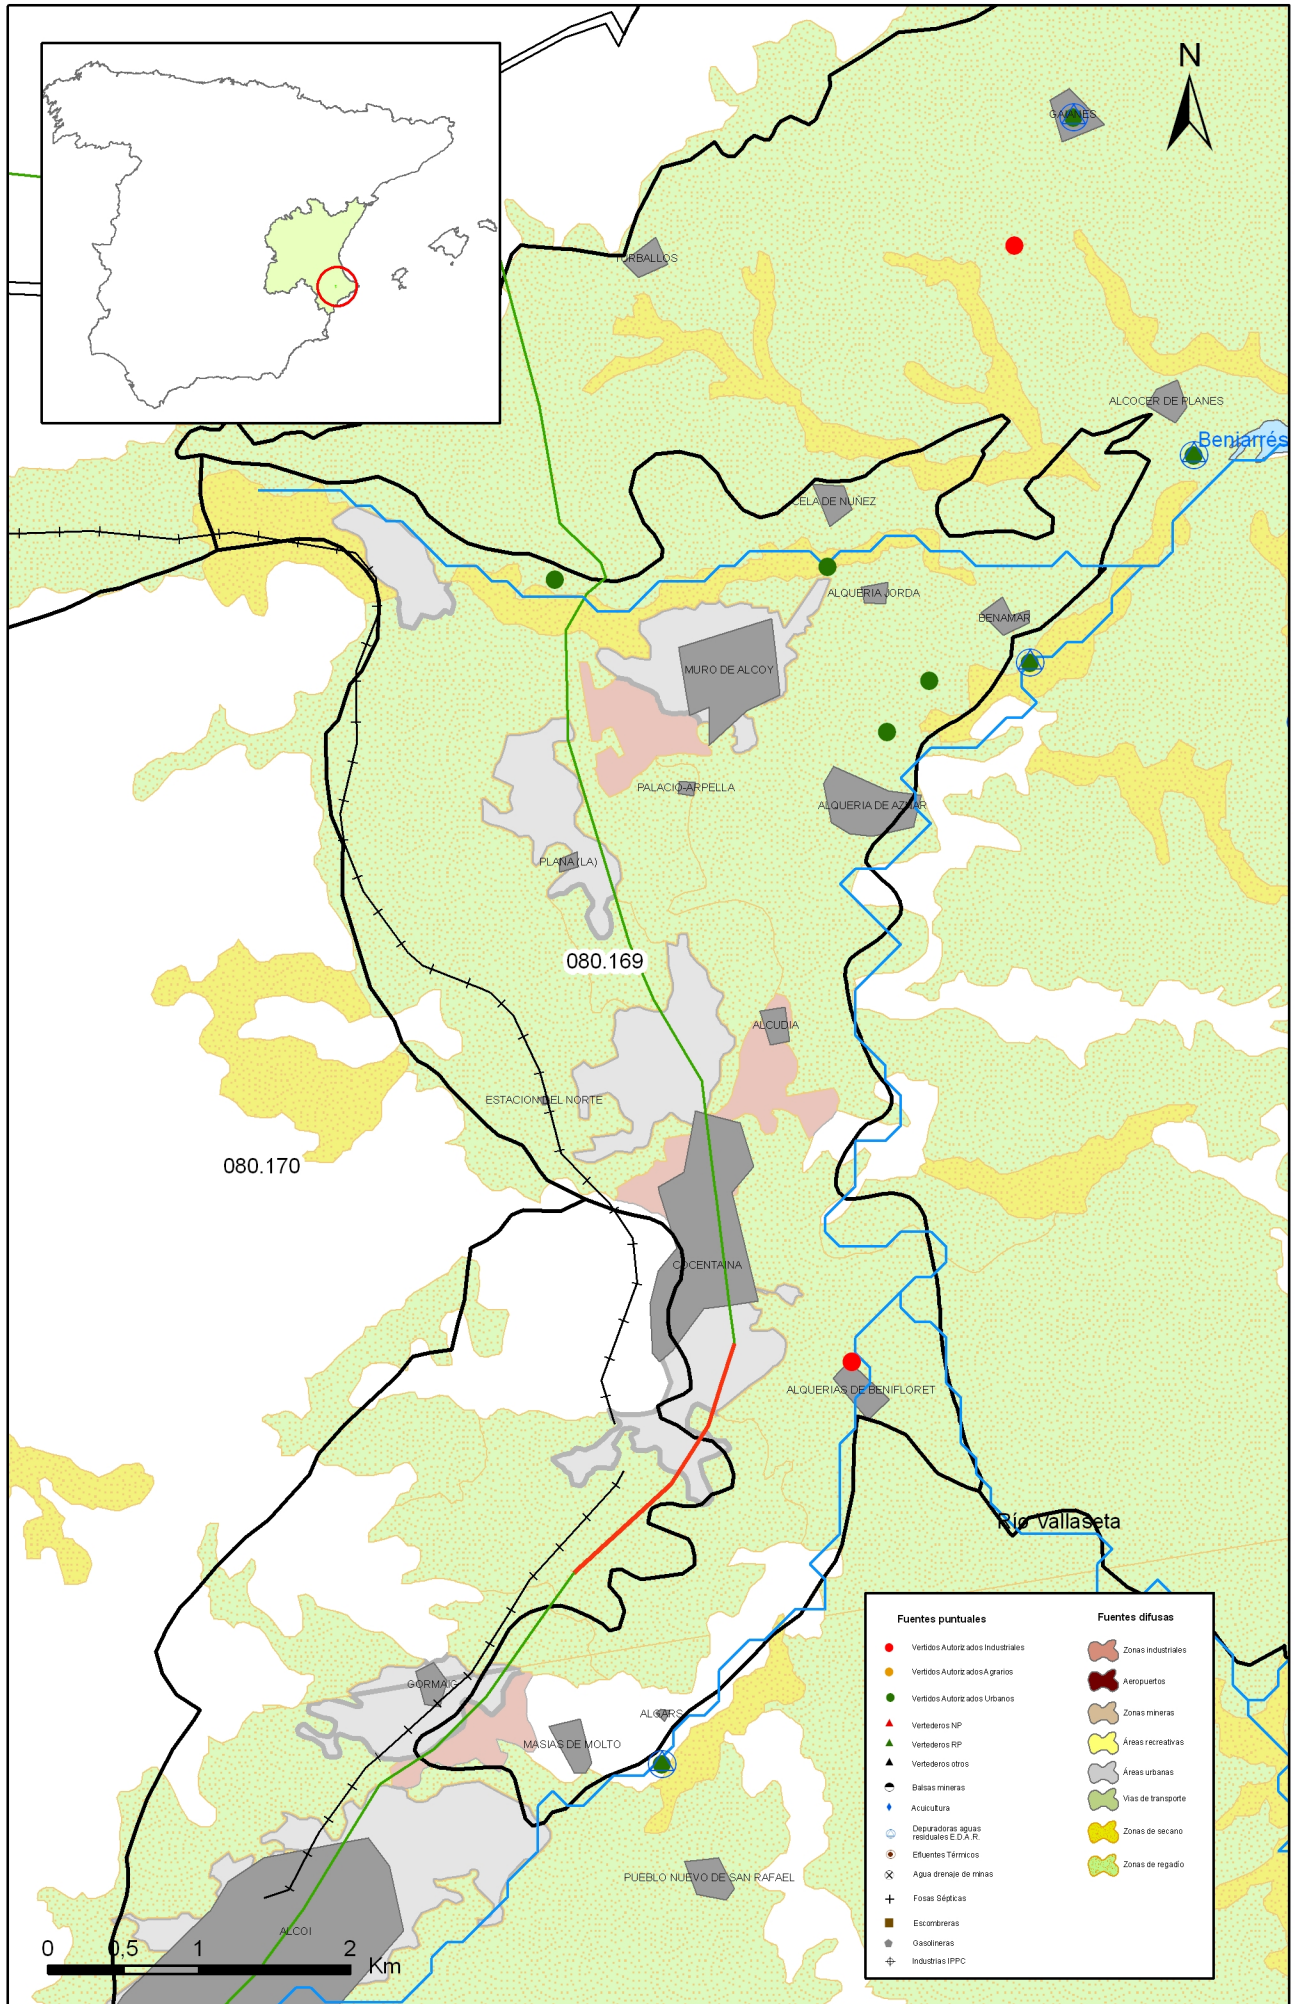 N
GAIANES
TURBALLOS
ALCOCER DE PLANES
Beniarrés
CELA DE NUÑEZ
ALQUERIA JORDA
BENAMAR
MURO DE ALCOY
PALACIO-ARPELLA
ALQUERIA DE AZNAR
PLANA (LA)
080.169
ALCUDIA
ESTACION DEL NORTE
080.170
COCENTAINA
ALQUERIAS DE BENIFLORET
Río Vallaseta
GORMAIG
ALGARS
MASIAS DE MOLTO
PUEBLO NUEVO DE SAN RAFAEL
ALCOI
0 0,5 1 2
Km
Fuentes puntuales
Vertidos Autorizados Industriales
Vertidos Autorizados Agrarios
Vertidos Autorizados Urbanos
Vertederos NP
Vertederos RP
Vertederos otros
Balsas mineras
Acuicultura
Depuradoras aguas
residuales E.D.A.R.
Efluentes Térmicos
Agua drenaje de minas
Fosas Sépticas
Escombreras
Gasolineras
Industrias IPPC
Fuentes difusas
Zonas industriales
Aeropuertos
Zonas mineras
Áreas recreativas
Áreas urbanas
Vias de transporte
Zonas de secano
Zonas de regadío